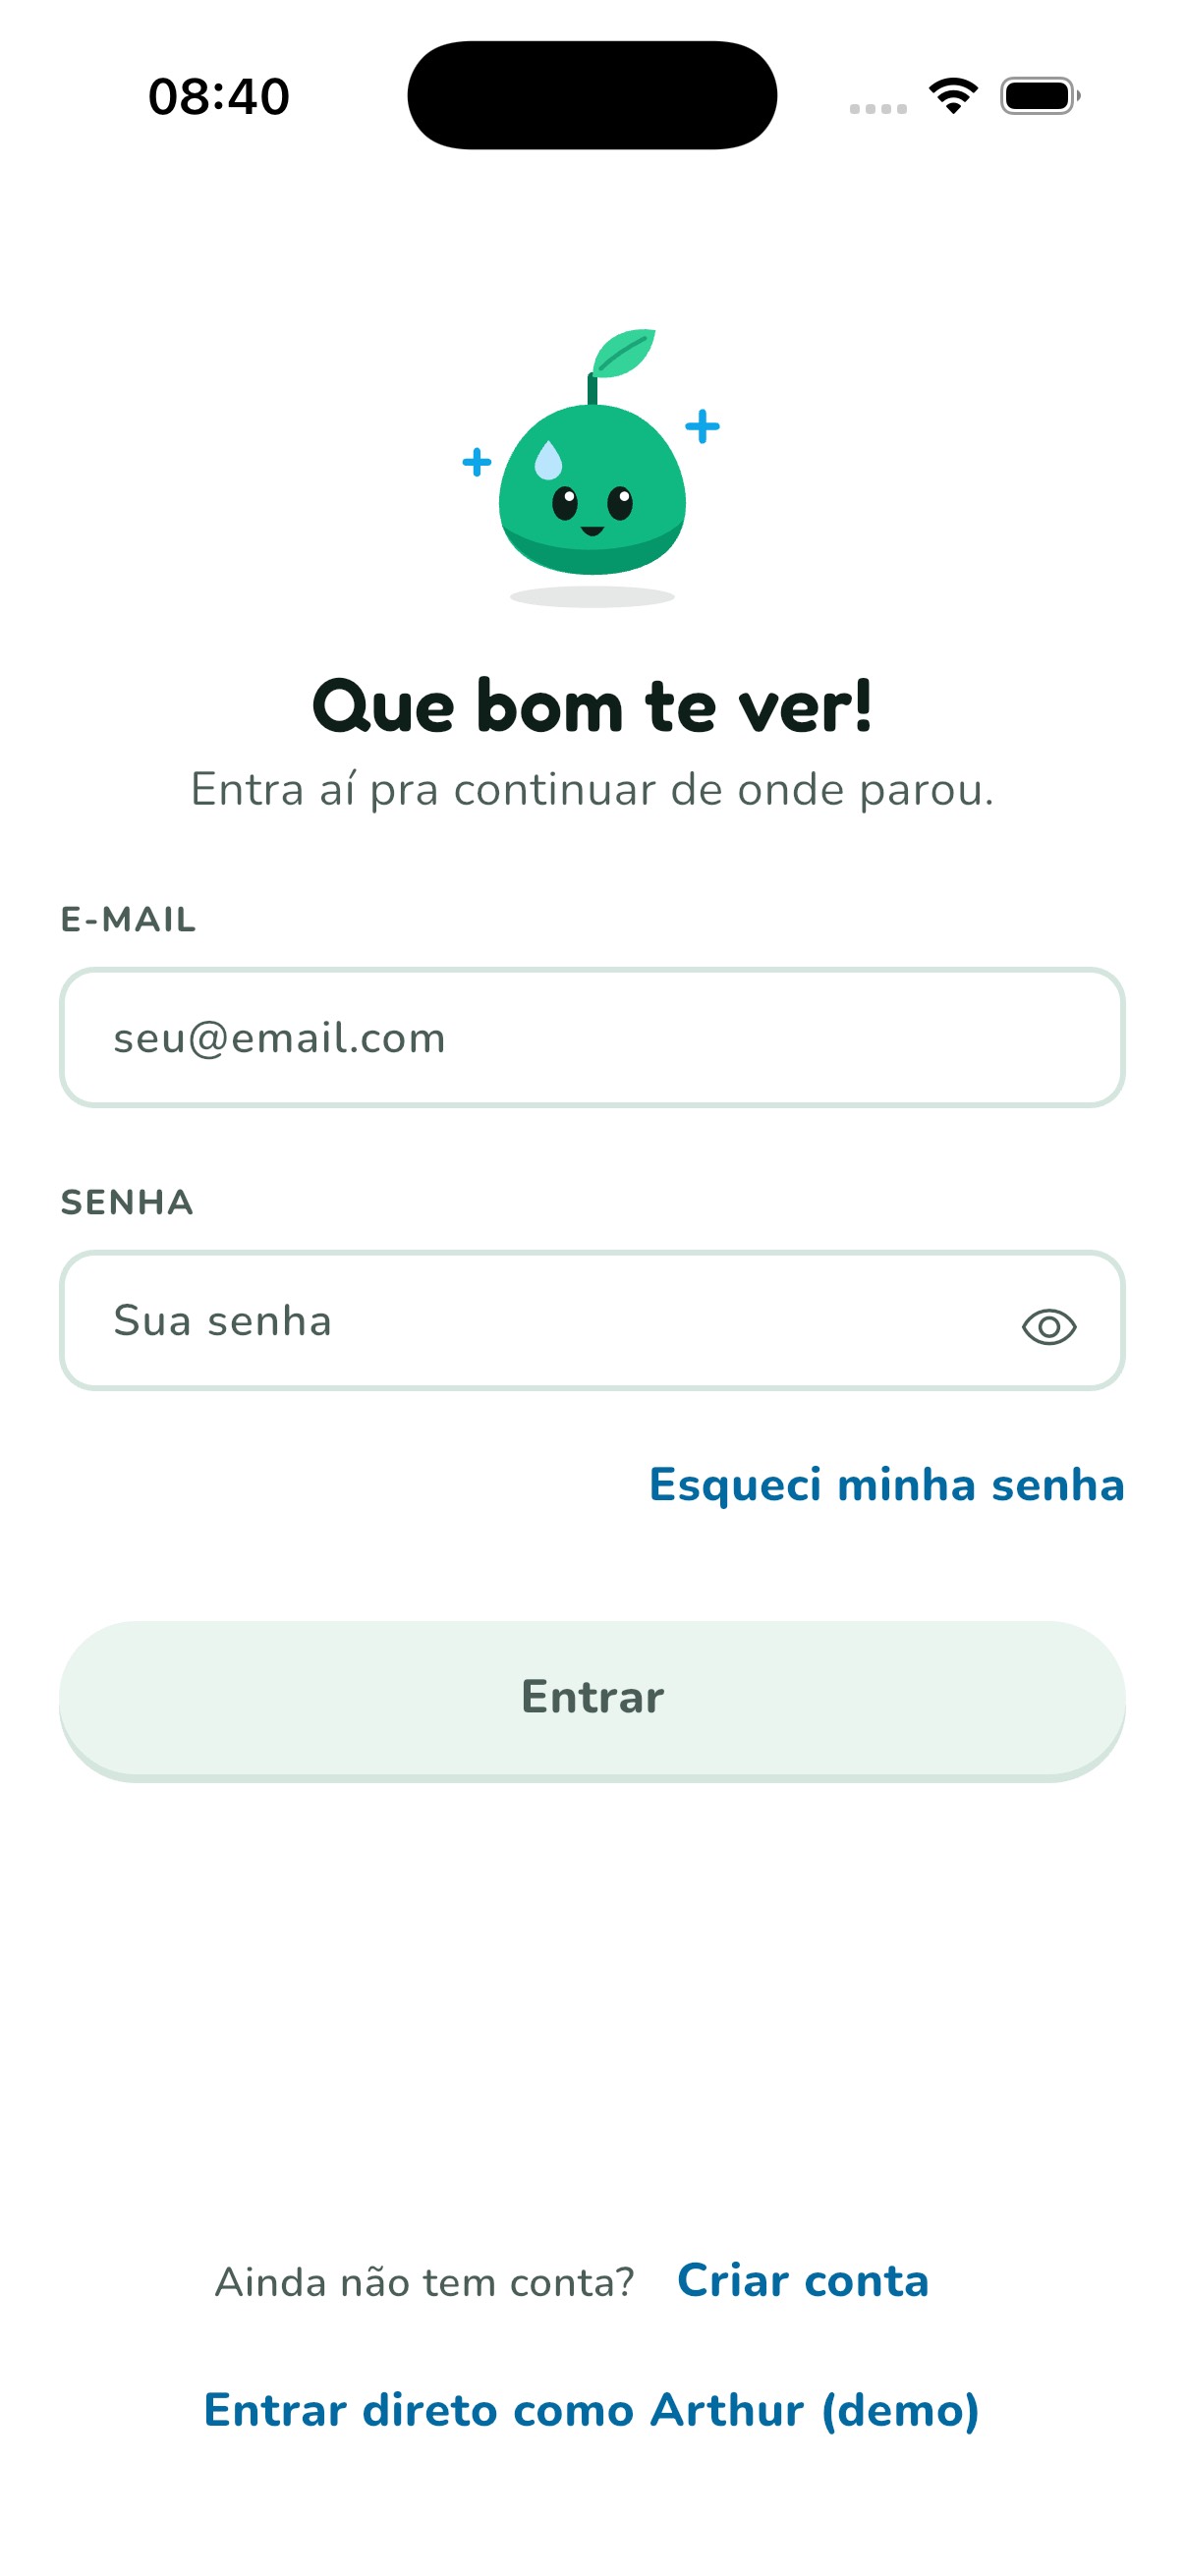 08:40
Que bom te ver!
Entra aí pra continuar de onde parou.
E-MAIL
seu@email.com
SENHA
Sua senha
Esqueci minha senha
Entrar
Ainda não tem conta? Criar conta
Entrar direto como Arthur (demo)